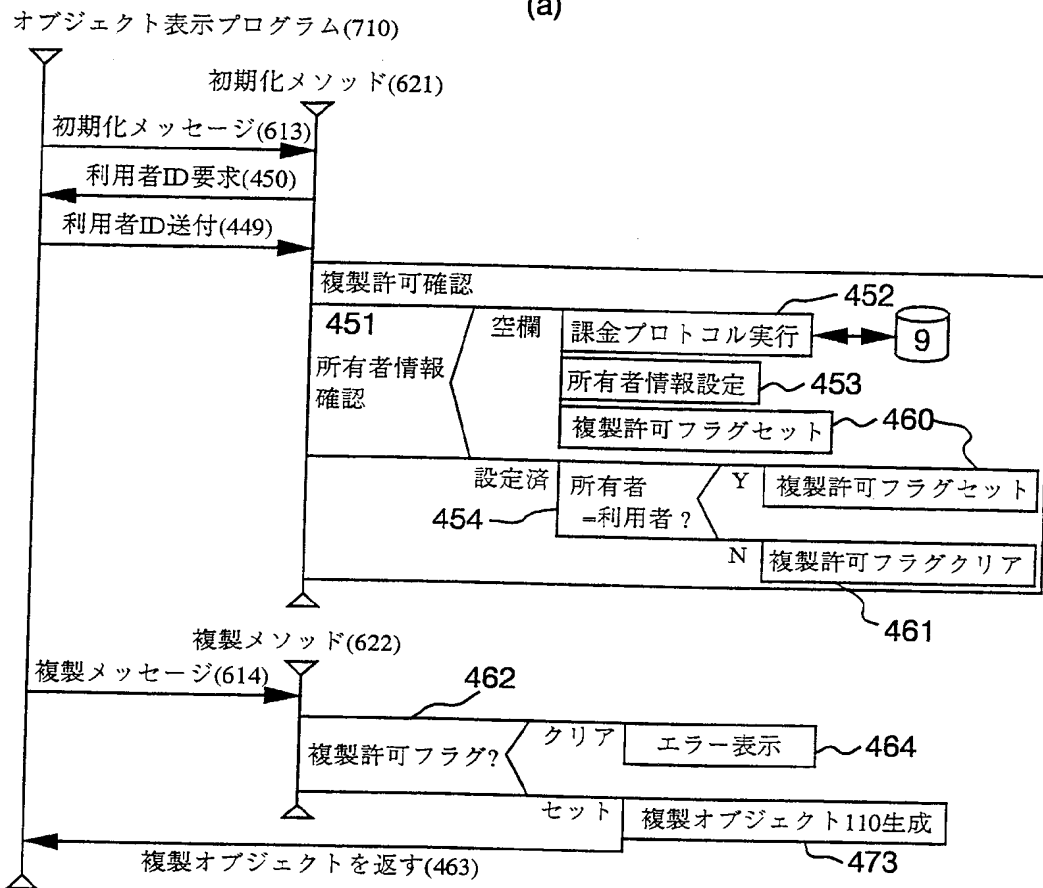 (a)
オブジェクト表示プログラム(710)
初期化メソッド(621)
初期化メッセージ(613)
利用者ID要求(450)
利用者ID送付(449)
複製許可確認
451
所有者情報
確認
空欄
課金プロトコル実行
452
9
所有者情報設定
453
複製許可フラグセット
460
設定済
454
所有者
=利用者?
Y
複製許可フラグセット
N
複製許可フラグクリア
461
複製メソッド(622)
複製メッセージ(614)
462
複製許可フラグ?
クリア
エラー表示
464
セット
複製オブジェクト110生成
473
複製オブジェクトを返す(463)